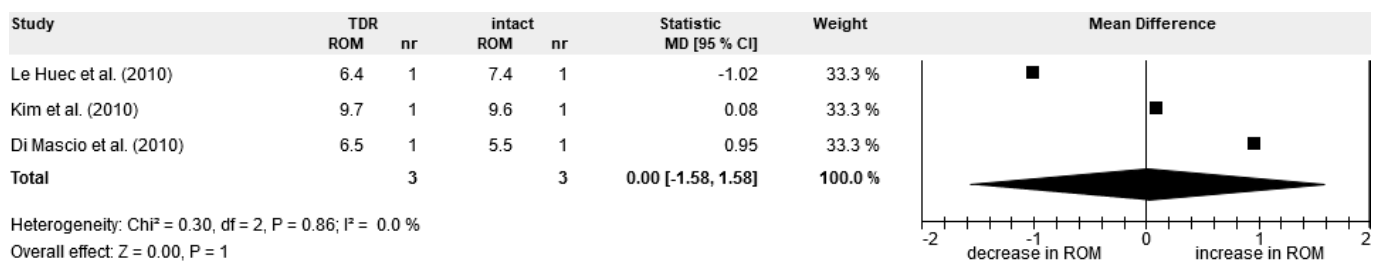 Study TDR intact Statistic Weight Mean Difference
ROM nr ROM nr MD [95 % CI]
Le Huec et al. (2010) 6.4 1 7.4 1 -1.02 33.3 %
Kim et al. (2010) 9.7 1 9.6 1 0.08 33.3 %
Di Mascio et al. (2010) 6.5 1 5.5 1 0.95 33.3 %
Total 3 3 0.00 [-1.58, 1.58] 100.0 %
Heterogeneity: Chi² = 0.30, df = 2, P = 0.86; I² = 0.0 %
Overall effect: Z = 0.00, P = 1
-2 -1 0 1 2
decrease in ROM increase in ROM